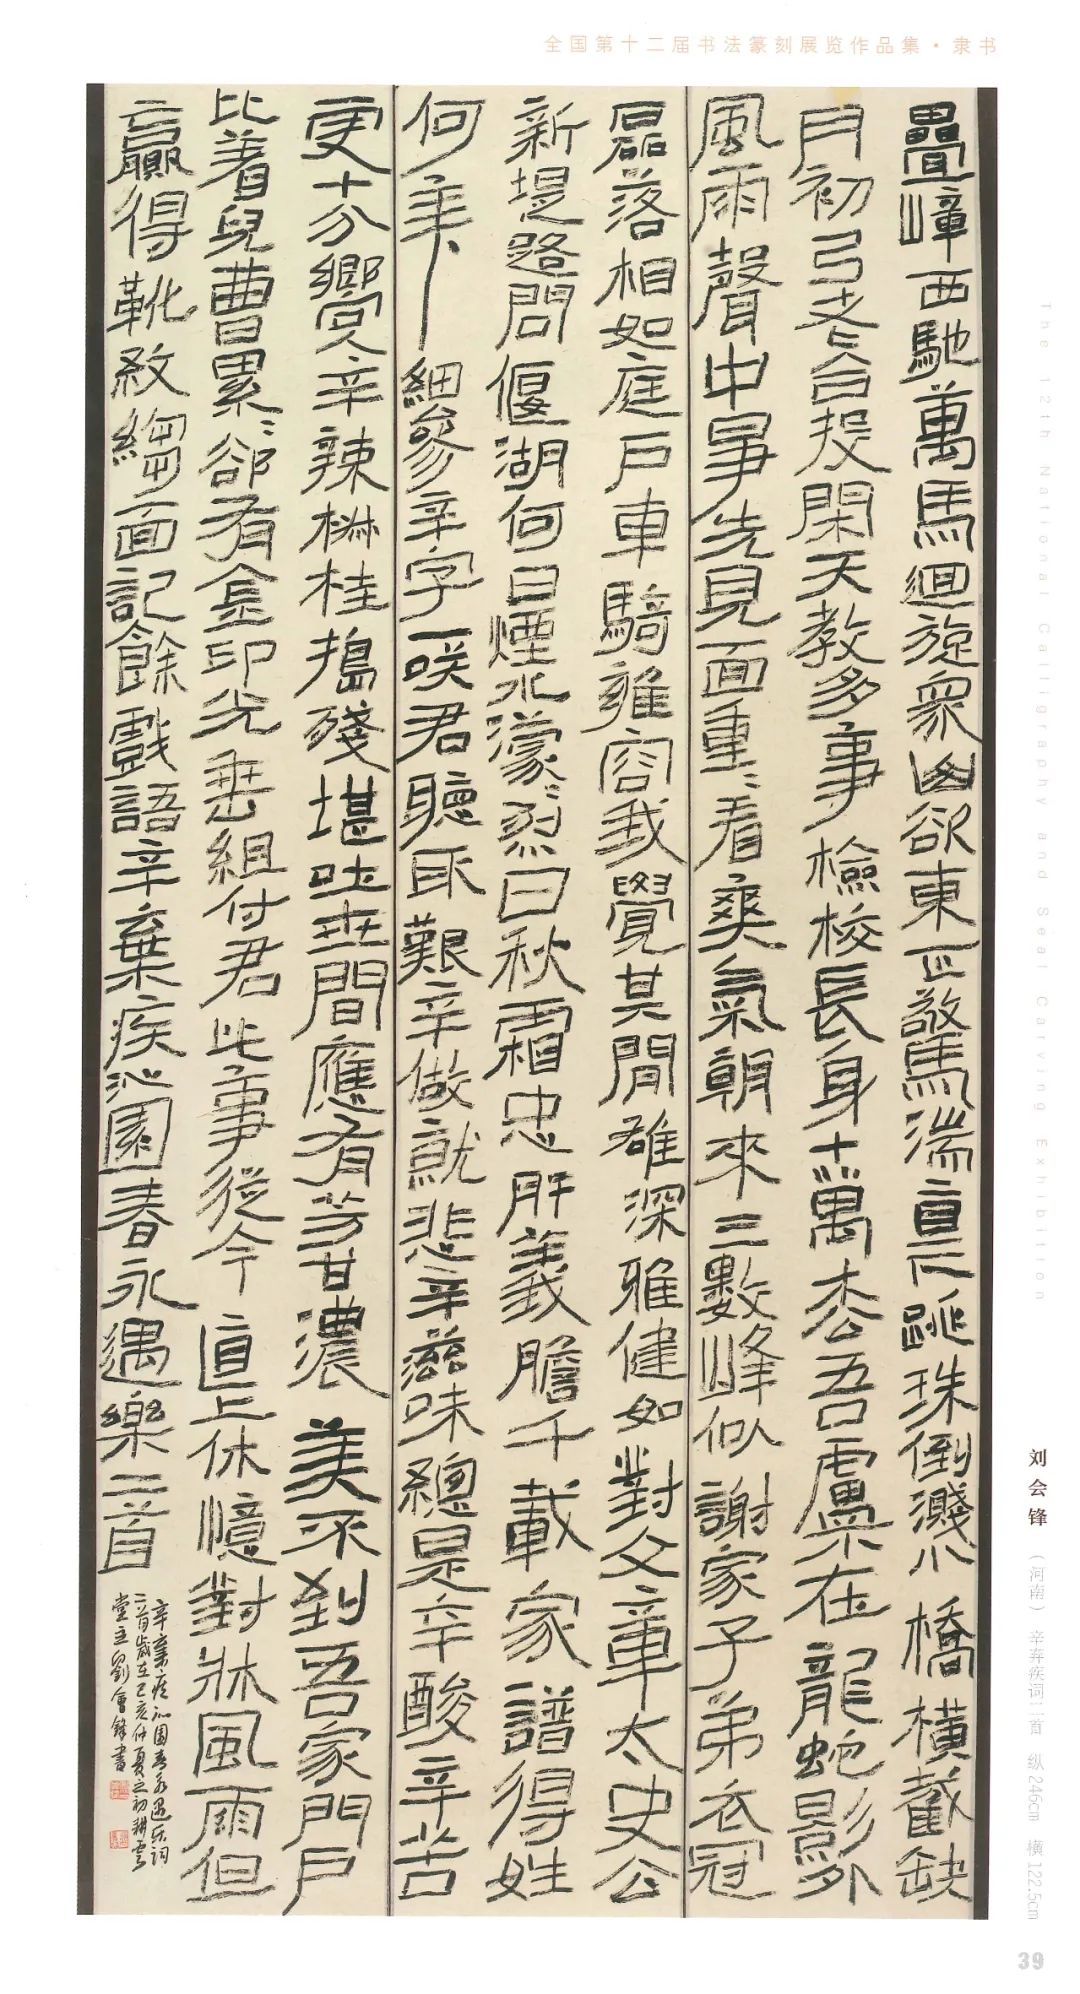 全国第十二届书法篆刻展览作品集·隶书
疊嶂西馳萬馬迴旋衆山欲東正驚湍直下跳珠倒濺小橋橫截缺
月初弓老合投閑天教多事檢校長身十萬松吾廬小在龍蛇影外
風雨聲中爭先見面重〻看爽氣朝來三數峰似謝家子弟衣冠
磊落相如庭戶車騎雍容我覺其間雄深雅健如對文章太史公
新堤路問偃湖何日煙水濛〻烈日秋霜忠肝義膽千載家譜得姓
何年細參辛字一笑君聽取艱辛做就悲辛滋味總是辛酸辛苦
更十分嚮人辛辣椒桂搗殘堪吐世間應有芳甘濃美不到吾家門戶
比着兒曹累〻卻有金印光垂組付君此事從今直上休憶對牀風雨但
贏得靴紋縐面記餘戲語辛棄疾沁園春永遇樂二首
辛棄疾沁園春永遇樂詞
二首歲在己亥仲夏之初耕雲
堂主劉會鋒書
The 12th National Calligraphy and Seal Carving Exhibition
刘会锋 （河南） 辛弃疾词二首 纵246cm 横122.5cm
39